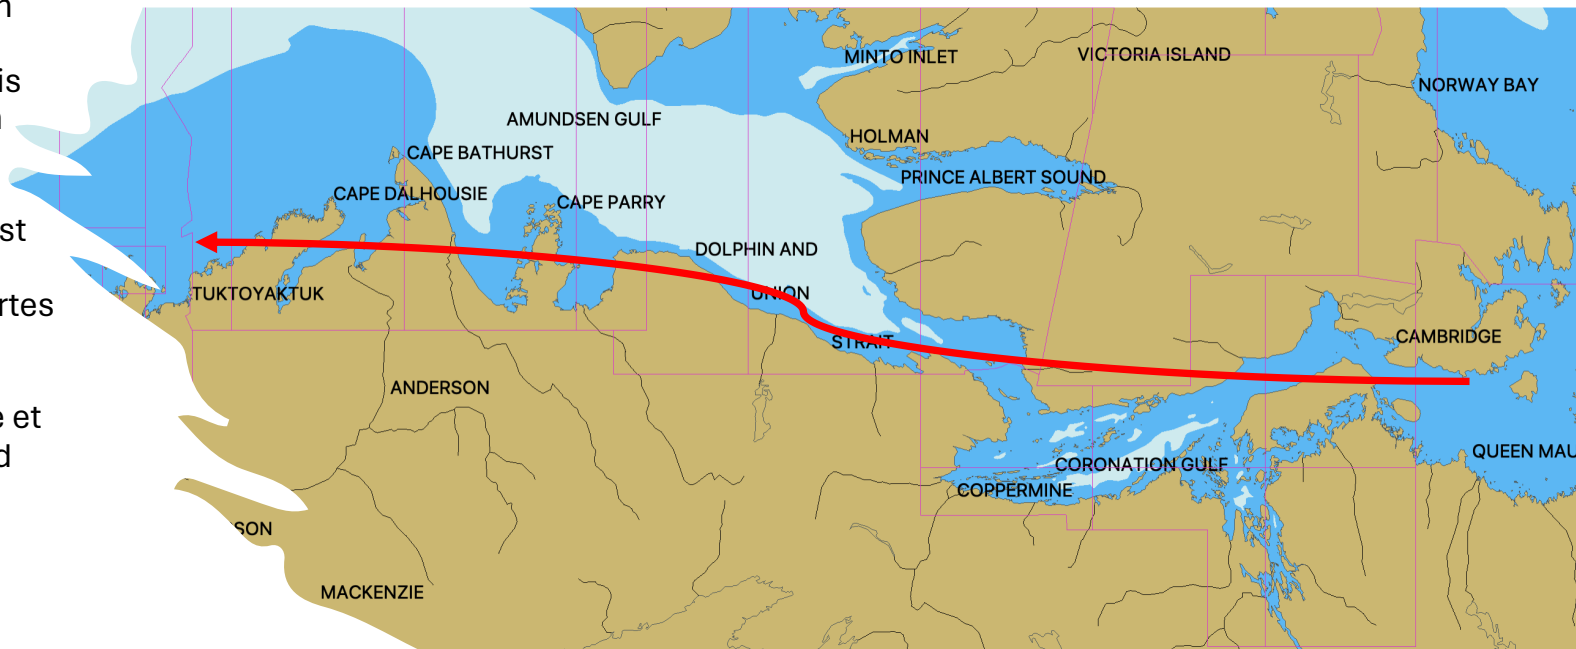 is
st
rtes
e et
d
MINTO INLET
VICTORIA ISLAND
NORWAY BAY
AMUNDSEN GULF
HOLMAN
CAPE BATHURST
PRINCE ALBERT SOUND
CAPE DALHOUSIE
CAPE PARRY
DOLPHIN AND
UNION
STRAIT
TUKTOYAKTUK
CAMBRIDGE
ANDERSON
QUEEN MAU
CORONATION GULF
COPPERMINE
SON
MACKENZIE